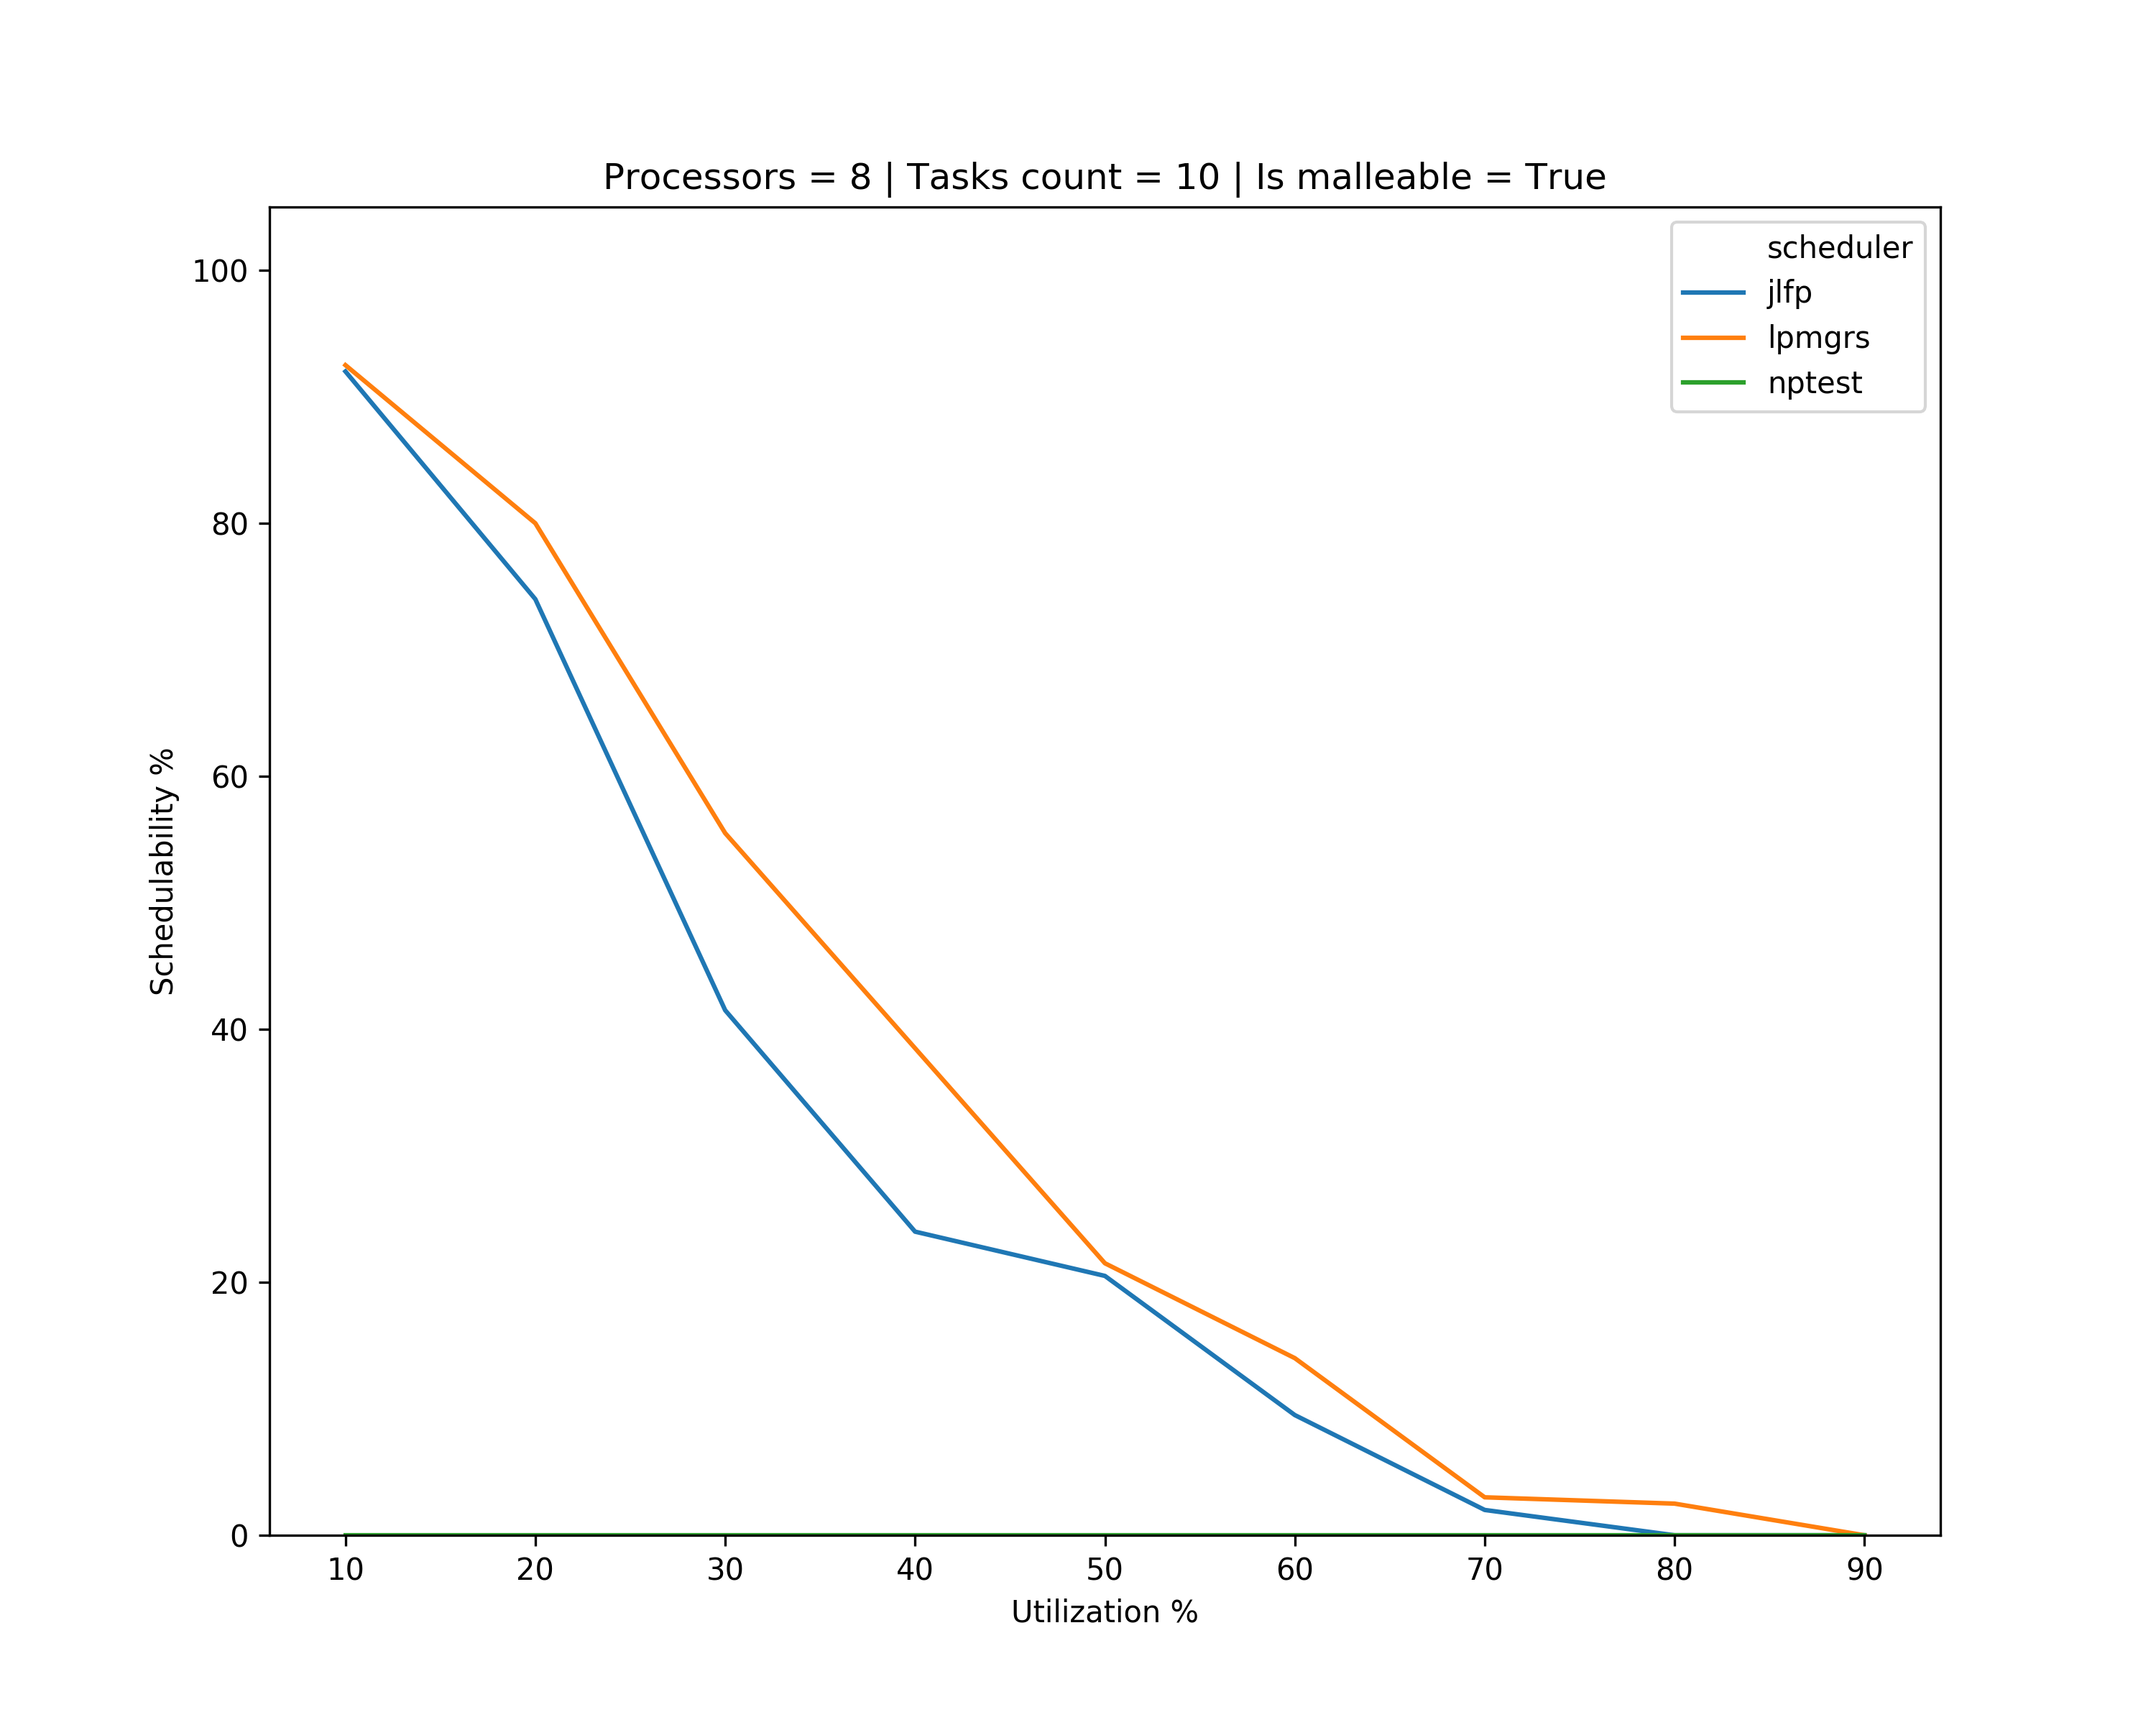 Processors = 8 | Tasks count = 10 | Is malleable = True
scheduler
jlfp
lpmgrs
nptest
Schedulability %
100
80
60
40
20
0
10 20 30 40 50 60 70 80 90
Utilization %